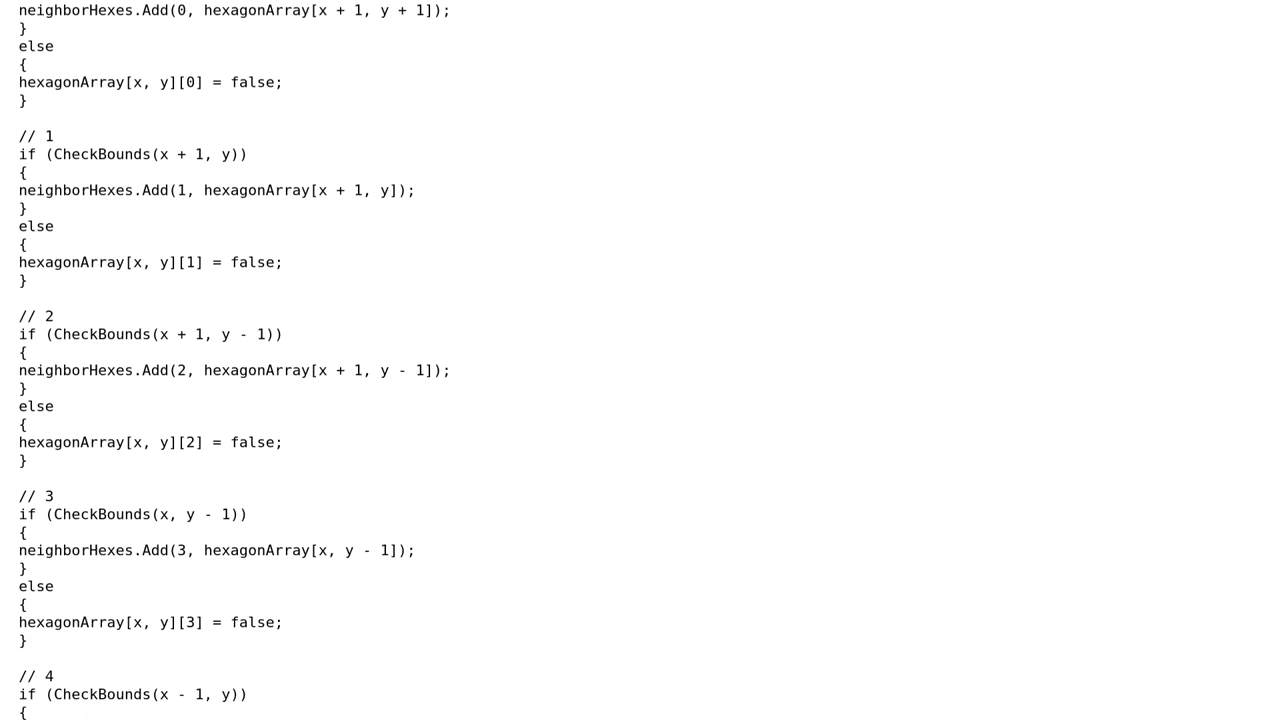 neighborHexes.Add(0, hexagonArray[x + 1, y + 1]);
}
else
{
hexagonArray[x, y][0] = false;
}
// 1
if (CheckBounds(x + 1, y))
{
neighborHexes.Add(1, hexagonArray[x + 1, y]);
}
else
{
hexagonArray[x, y][1] = false;
}
// 2
if (CheckBounds(x + 1, y - 1))
{
neighborHexes.Add(2, hexagonArray[x + 1, y - 1]);
}
else
{
hexagonArray[x, y][2] = false;
}
// 3
if (CheckBounds(x, y - 1))
{
neighborHexes.Add(3, hexagonArray[x, y - 1]);
}
else
{
hexagonArray[x, y][3] = false;
}
// 4
if (CheckBounds(x - 1, y))
{